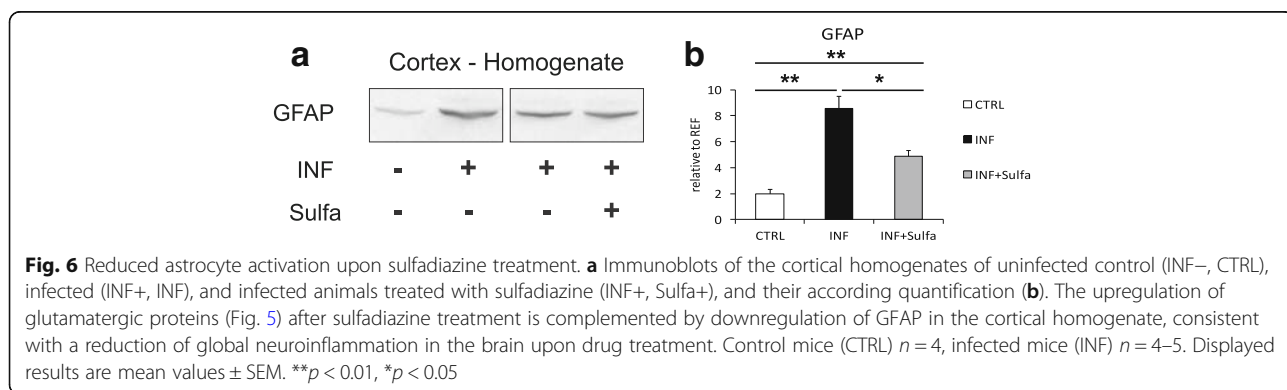 a
Cortex - Homogenate
GFAP
INF - + + +
Sulfa - - - +
b
GFAP
**
** *
relative to REF
10
8
6
4
2
0
CTRL INF INF+Sulfa
CTRL
INF
INF+Sulfa
Fig. 6 Reduced astrocyte activation upon sulfadiazine treatment. a Immunoblots of the cortical homogenates of uninfected control (INF−, CTRL),
infected (INF+, INF), and infected animals treated with sulfadiazine (INF+, Sulfa+), and their according quantification (b). The upregulation of
glutamatergic proteins (Fig. 5) after sulfadiazine treatment is complemented by downregulation of GFAP in the cortical homogenate, consistent
with a reduction of global neuroinflammation in the brain upon drug treatment. Control mice (CTRL) n = 4, infected mice (INF) n = 4–5. Displayed
results are mean values ± SEM. **p < 0.01, *p < 0.05